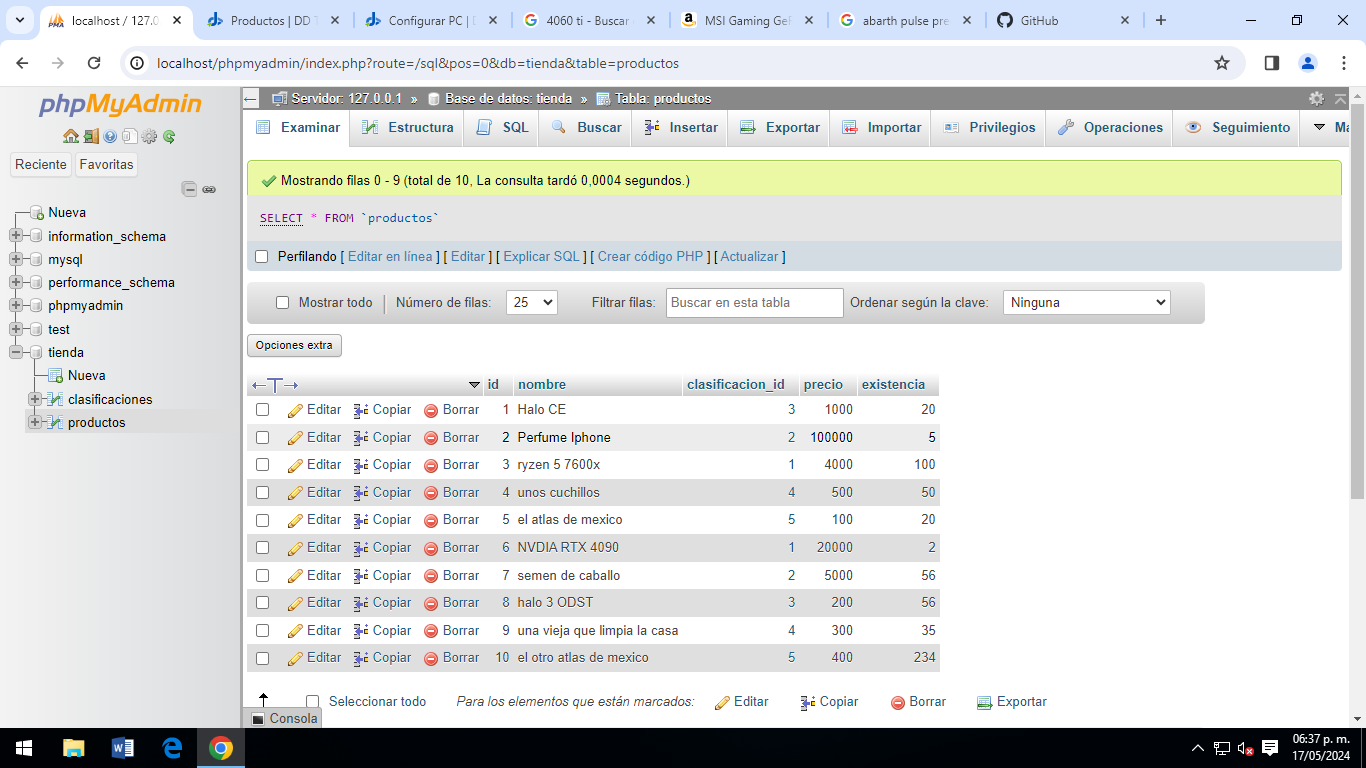 localhost / 127.0
Productos | DD T
Configurar PC | D
4060 ti - Buscar
MSI Gaming GeF
abarth pulse pre
GitHub
localhost/phpmyadmin/index.php?route=/sql&pos=0&db=tienda&table=productos
phpMyAdmin
Reciente Favoritas
Nueva
information_schema
mysql
performance_schema
phpmyadmin
test
tienda
Nueva
clasificaciones
productos
Servidor: 127.0.0.1 » Base de datos: tienda » Tabla: productos
Examinar Estructura SQL Buscar Insertar Exportar Importar Privilegios Operaciones Seguimiento Má
Mostrando filas 0 - 9 (total de 10, La consulta tardó 0,0004 segundos.)
SELECT * FROM `productos`
Perfilando [ Editar en línea ] [ Editar ] [ Explicar SQL ] [ Crear código PHP ] [ Actualizar ]
Mostrar todo Número de filas: 25 Filtrar filas: Buscar en esta tabla Ordenar según la clave: Ninguna
Opciones extra
←T→ id nombre clasificacion_id precio existencia
Editar Copiar Borrar 1 Halo CE 3 1000 20
Editar Copiar Borrar 2 Perfume Iphone 2 100000 5
Editar Copiar Borrar 3 ryzen 5 7600x 1 4000 100
Editar Copiar Borrar 4 unos cuchillos 4 500 50
Editar Copiar Borrar 5 el atlas de mexico 5 100 20
Editar Copiar Borrar 6 NVDIA RTX 4090 1 20000 2
Editar Copiar Borrar 7 semen de caballo 2 5000 56
Editar Copiar Borrar 8 halo 3 ODST 3 200 56
Editar Copiar Borrar 9 una vieja que limpia la casa 4 300 35
Editar Copiar Borrar 10 el otro atlas de mexico 5 400 234
Seleccionar todo Para los elementos que están marcados: Editar Copiar Borrar Exportar
Consola
06:37 p. m.
17/05/2024